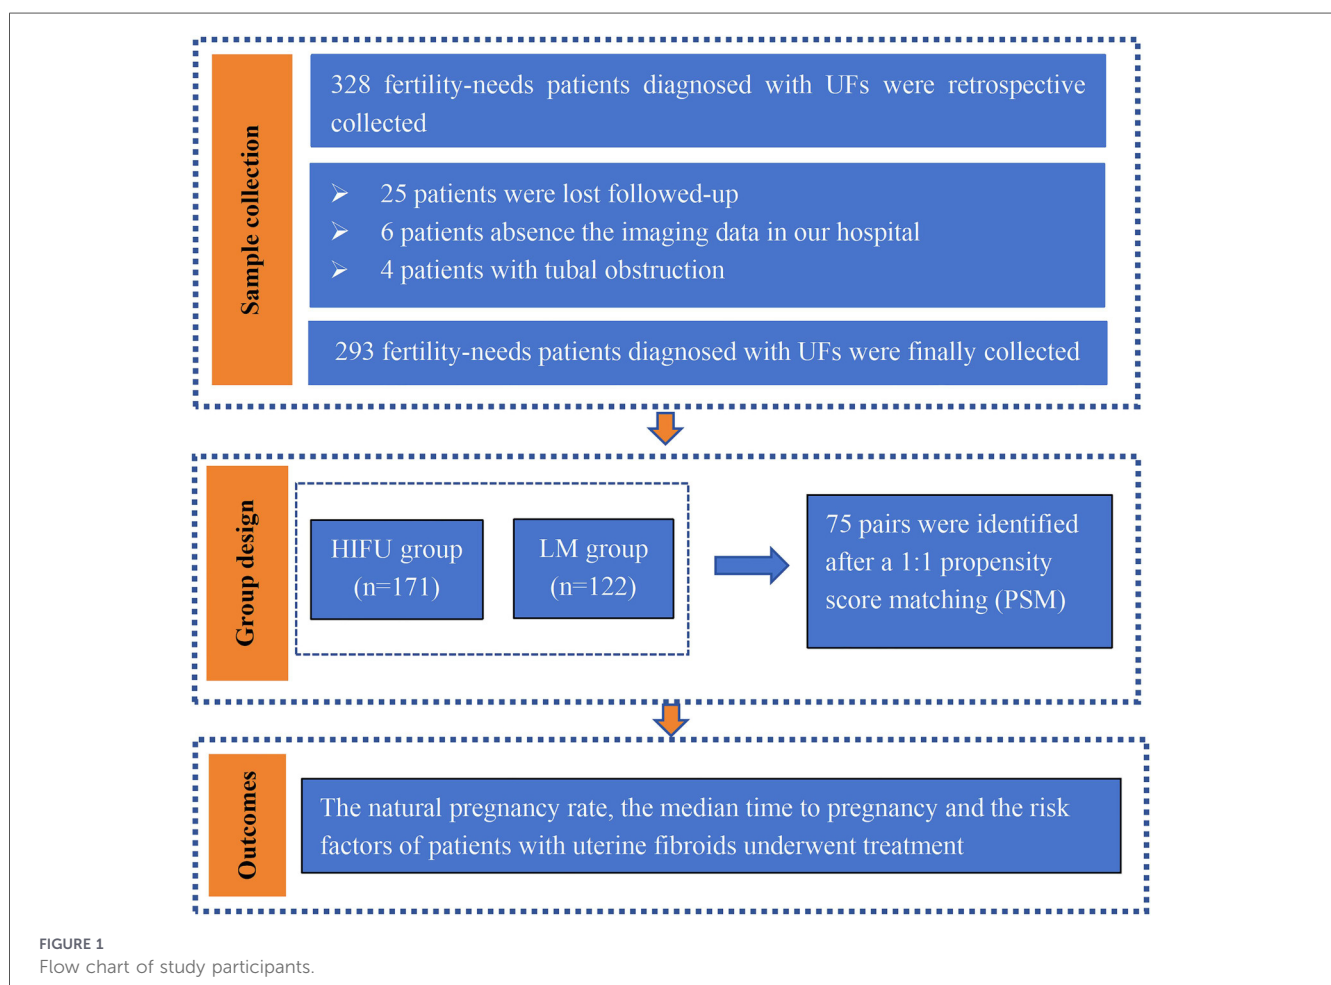 Sample collection
328 fertility-needs patients diagnosed with UFs were retrospective
collected
➢ 25 patients were lost followed-up
➢ 6 patients absence the imaging data in our hospital
➢ 4 patients with tubal obstruction
293 fertility-needs patients diagnosed with UFs were finally collected
Group design
HIFU group
(n=171)
LM group
(n=122)
75 pairs were identified
after a 1:1 propensity
score matching (PSM)
Outcomes
The natural pregnancy rate, the median time to pregnancy and the risk
factors of patients with uterine fibroids underwent treatment
FIGURE 1
Flow chart of study participants.